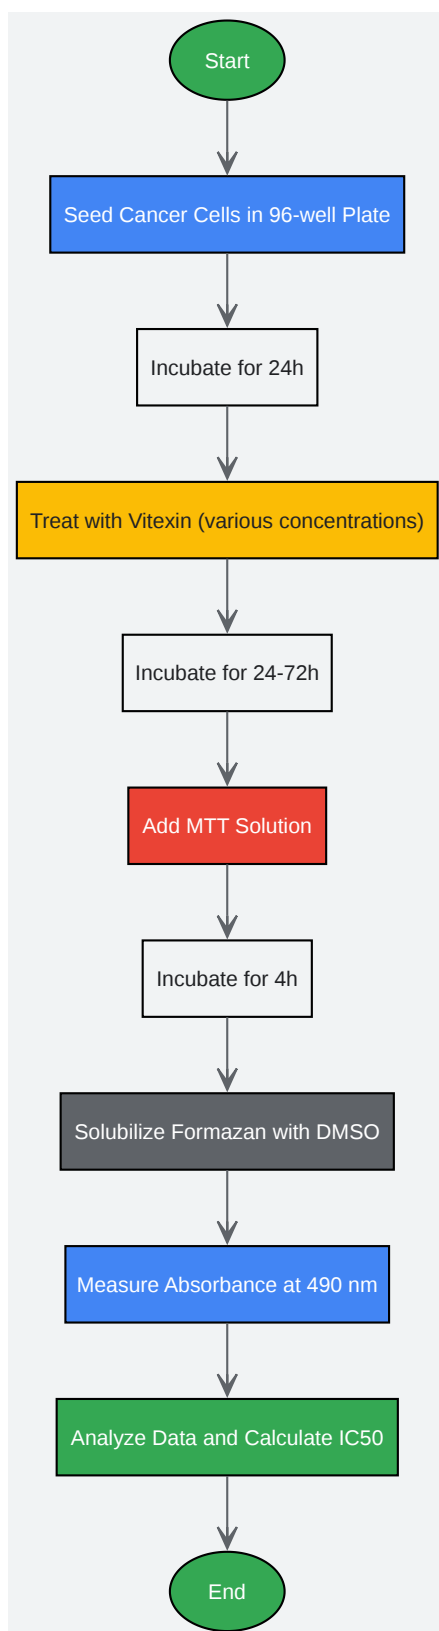 Start
Seed Cancer Cells in 96-well Plate
Incubate for 24h
Treat with Vitexin (various concentrations)
Incubate for 24-72h
Add MTT Solution
Incubate for 4h
Solubilize Formazan with DMSO
Measure Absorbance at 490 nm
Analyze Data and Calculate IC50
End